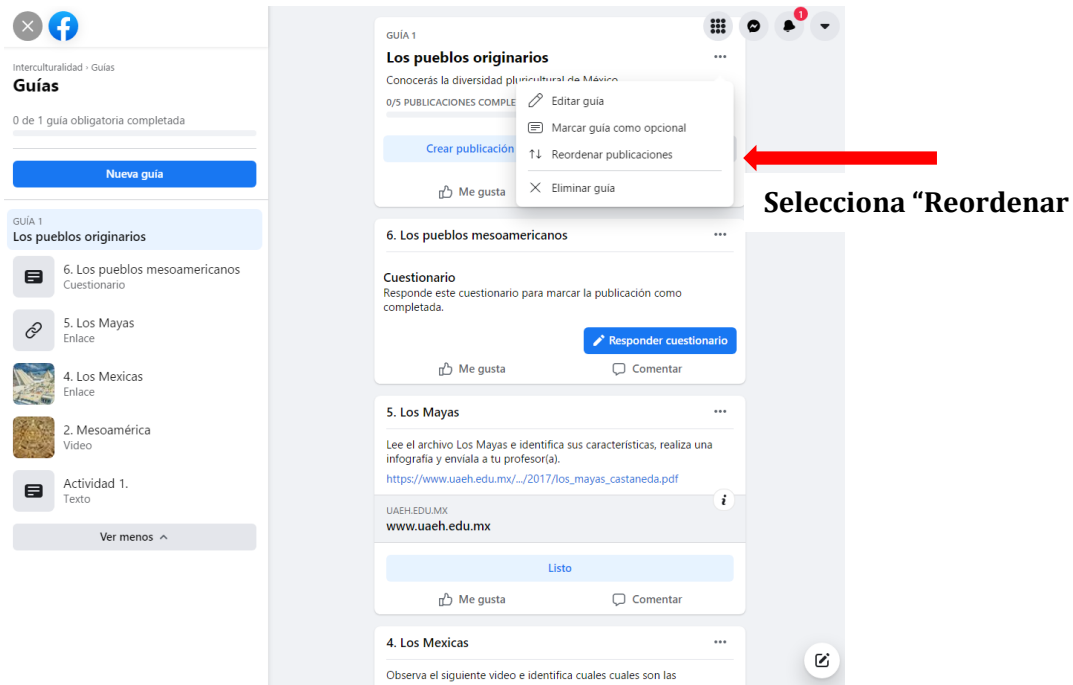 Interculturalidad · Guías
Guías
0 de 1 guía obligatoria completada
Nueva guía
GUÍA 1
Los pueblos originarios
6. Los pueblos mesoamericanos
Cuestionario
5. Los Mayas
Enlace
4. Los Mexicas
Enlace
2. Mesoamérica
Video
Actividad 1.
Texto
Ver menos
1
GUÍA 1
Los pueblos originarios
Conocerás la diversidad pluricultural de México
0/5 PUBLICACIONES COMPLE
Crear publicación
Me gusta
Editar guía
Marcar guía como opcional
Reordenar publicaciones
Eliminar guía
Selecciona “Reordenar
6. Los pueblos mesoamericanos
Cuestionario
Responde este cuestionario para marcar la publicación como
completada.
Responder cuestionario
Me gusta Comentar
5. Los Mayas
Lee el archivo Los Mayas e identifica sus características, realiza una
infografía y envíala a tu profesor(a).
https://www.uaeh.edu.mx/.../2017/los_mayas_castaneda.pdf
UAEH.EDU.MX
www.uaeh.edu.mx
Listo
Me gusta Comentar
4. Los Mexicas
Observa el siguiente video e identifica cuales cuales son las